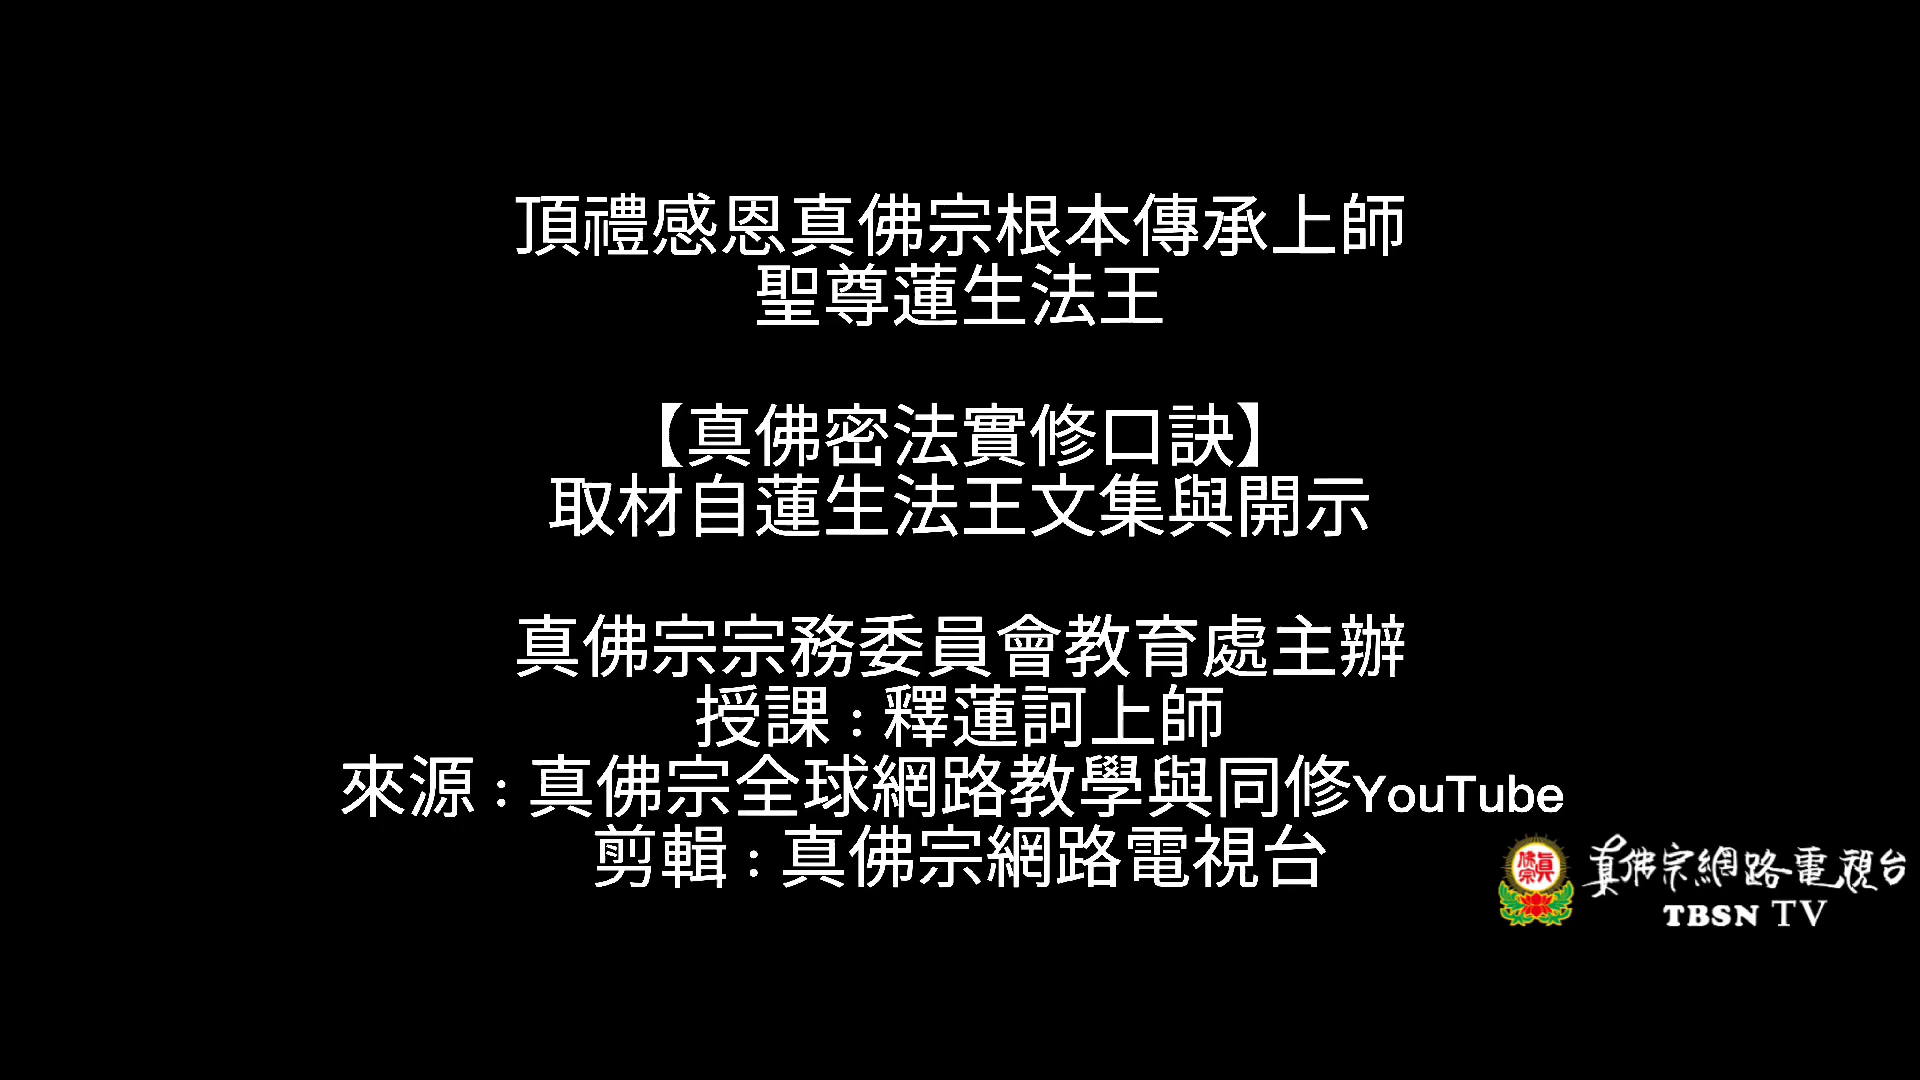 頂禮感恩真佛宗根本傳承上師
聖尊蓮生法王
【真佛密法實修口訣】
取材自蓮生法王文集與開示
真佛宗宗務委員會教育處主辦
授課 : 釋蓮訶上師
來源 : 真佛宗全球網路教學與同修YouTube
剪輯 : 真佛宗網路電視台
真佛宗
真佛宗網路電視台
TBSN TV